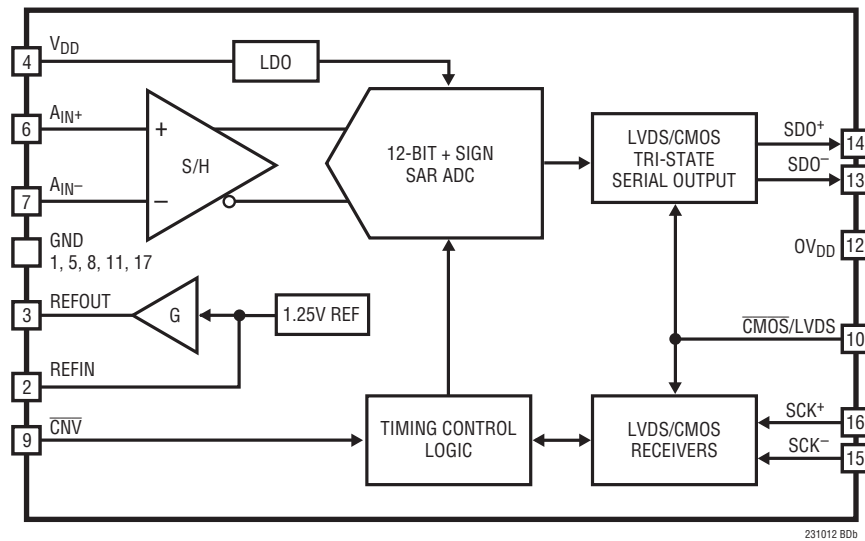 4
VDD
LDO
6
AIN+
+
S/H
7
AIN–
–
GND
1, 5, 8, 11, 17
12-BIT + SIGN
SAR ADC
LVDS/CMOS
TRI-STATE
SERIAL OUTPUT
SDO+
14
SDO–
13
OVDD
12
3
REFOUT
G
1.25V REF
CMOS/LVDS
10
2
REFIN
9
CNV
TIMING CONTROL
LOGIC
LVDS/CMOS
RECEIVERS
SCK+
16
SCK–
15
231012 BDb